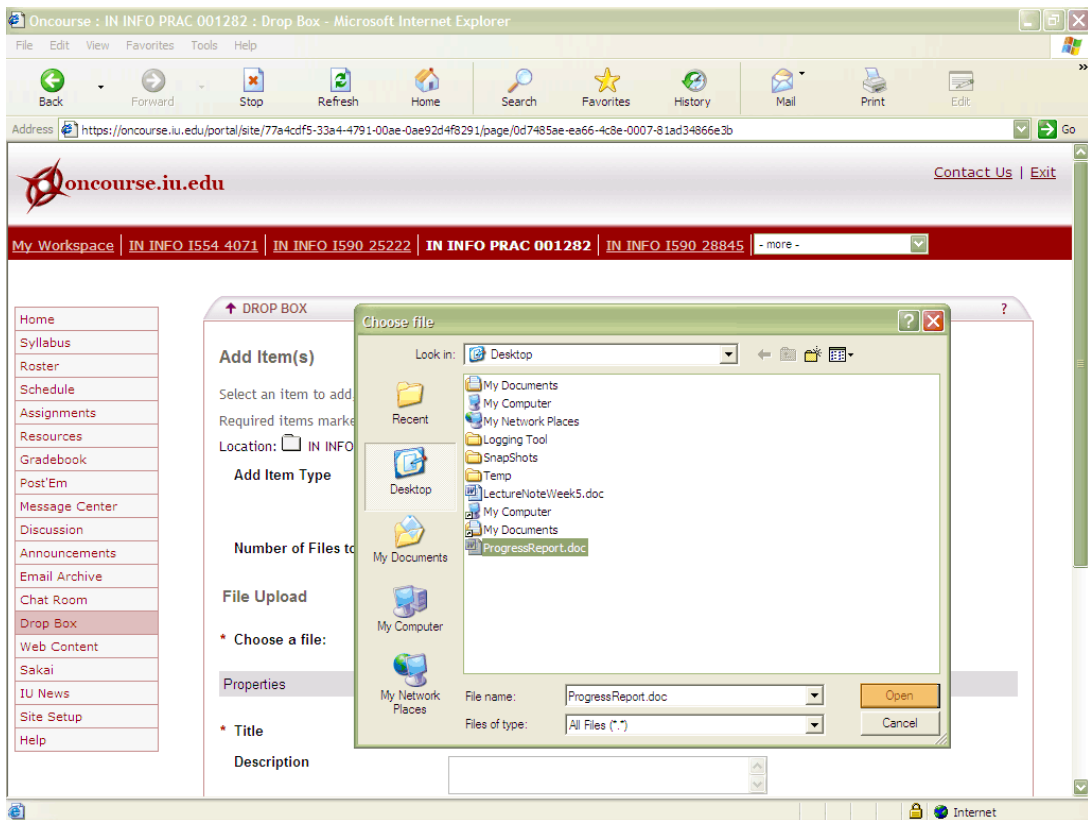 Oncourse : IN INFO PRAC 001282 : Drop Box - Microsoft Internet Explorer
File Edit View Favorites Tools Help
Back Forward Stop Refresh Home Search Favorites History Mail Print Edit
Address https://oncourse.iu.edu/portal/site/77a4cdf5-33a4-4791-00ae-0ae92d4f8291/page/0d7485ae-ea66-4c8e-0007-81ad34866e3b Go
oncourse.iu.edu
Contact Us | Exit
My Workspace | IN INFO I554 4071 | IN INFO I590 25222 | IN INFO PRAC 001282 | IN INFO I590 28845 | - more -
Home
Syllabus
Roster
Schedule
Assignments
Resources
Gradebook
Post'Em
Message Center
Discussion
Announcements
Email Archive
Chat Room
Drop Box
Web Content
Sakai
IU News
Site Setup
Help
DROP BOX ?
Add Item(s)
Select an item to add
Required items marke
Location: IN INFO
Add Item Type
Number of Files to
File Upload
* Choose a file:
Properties
* Title
Description
Choose file
Look in: Desktop
Recent
Desktop
My Documents
My Computer
My Network Places
My Documents
My Computer
My Network Places
Logging Tool
SnapShots
Temp
LectureNoteWeek5.doc
My Computer
My Documents
ProgressReport.doc
File name: ProgressReport.doc Open
Files of type: All Files (*.*) Cancel
Internet